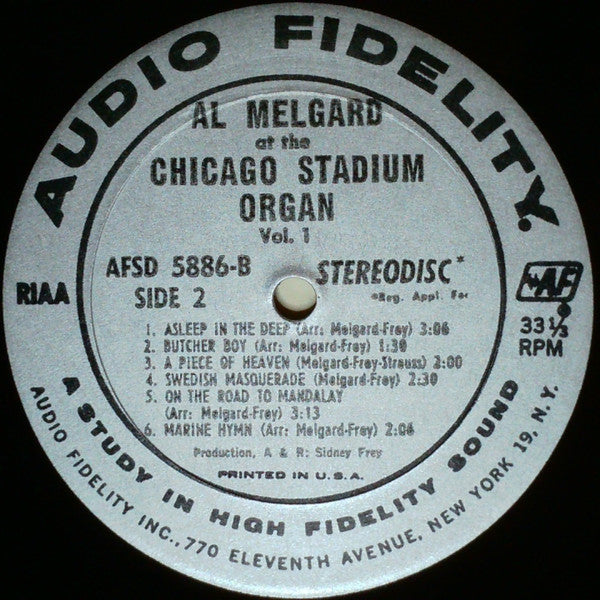 AUDIO FIDELITY®
AL MELGARD
at the
CHICAGO STADIUM
ORGAN
Vol. 1
AFSD 5886-B
SIDE 2
STEREODISC*
*Reg. Appl. For
RIAA
AF
33⅓
RPM
1. ASLEEP IN THE DEEP (Arr: Melgard-Frey) 3:06
2. BUTCHER BOY (Arr: Melgard-Frey) 1:30
3. A PIECE OF HEAVEN (Melgard-Frey-Strauss) 2:00
4. SWEDISH MASQUERADE (Melgard-Frey) 2:30
5. ON THE ROAD TO MANDALAY
(Arr: Melgard-Frey) 3:13
6. MARINE HYMN (Arr: Melgard-Frey) 2:06
Production, A & R: Sidney Frey
PRINTED IN U.S.A.
A STUDY IN HIGH FIDELITY SOUND
AUDIO FIDELITY INC., 770 ELEVENTH AVENUE, NEW YORK 19, N.Y.